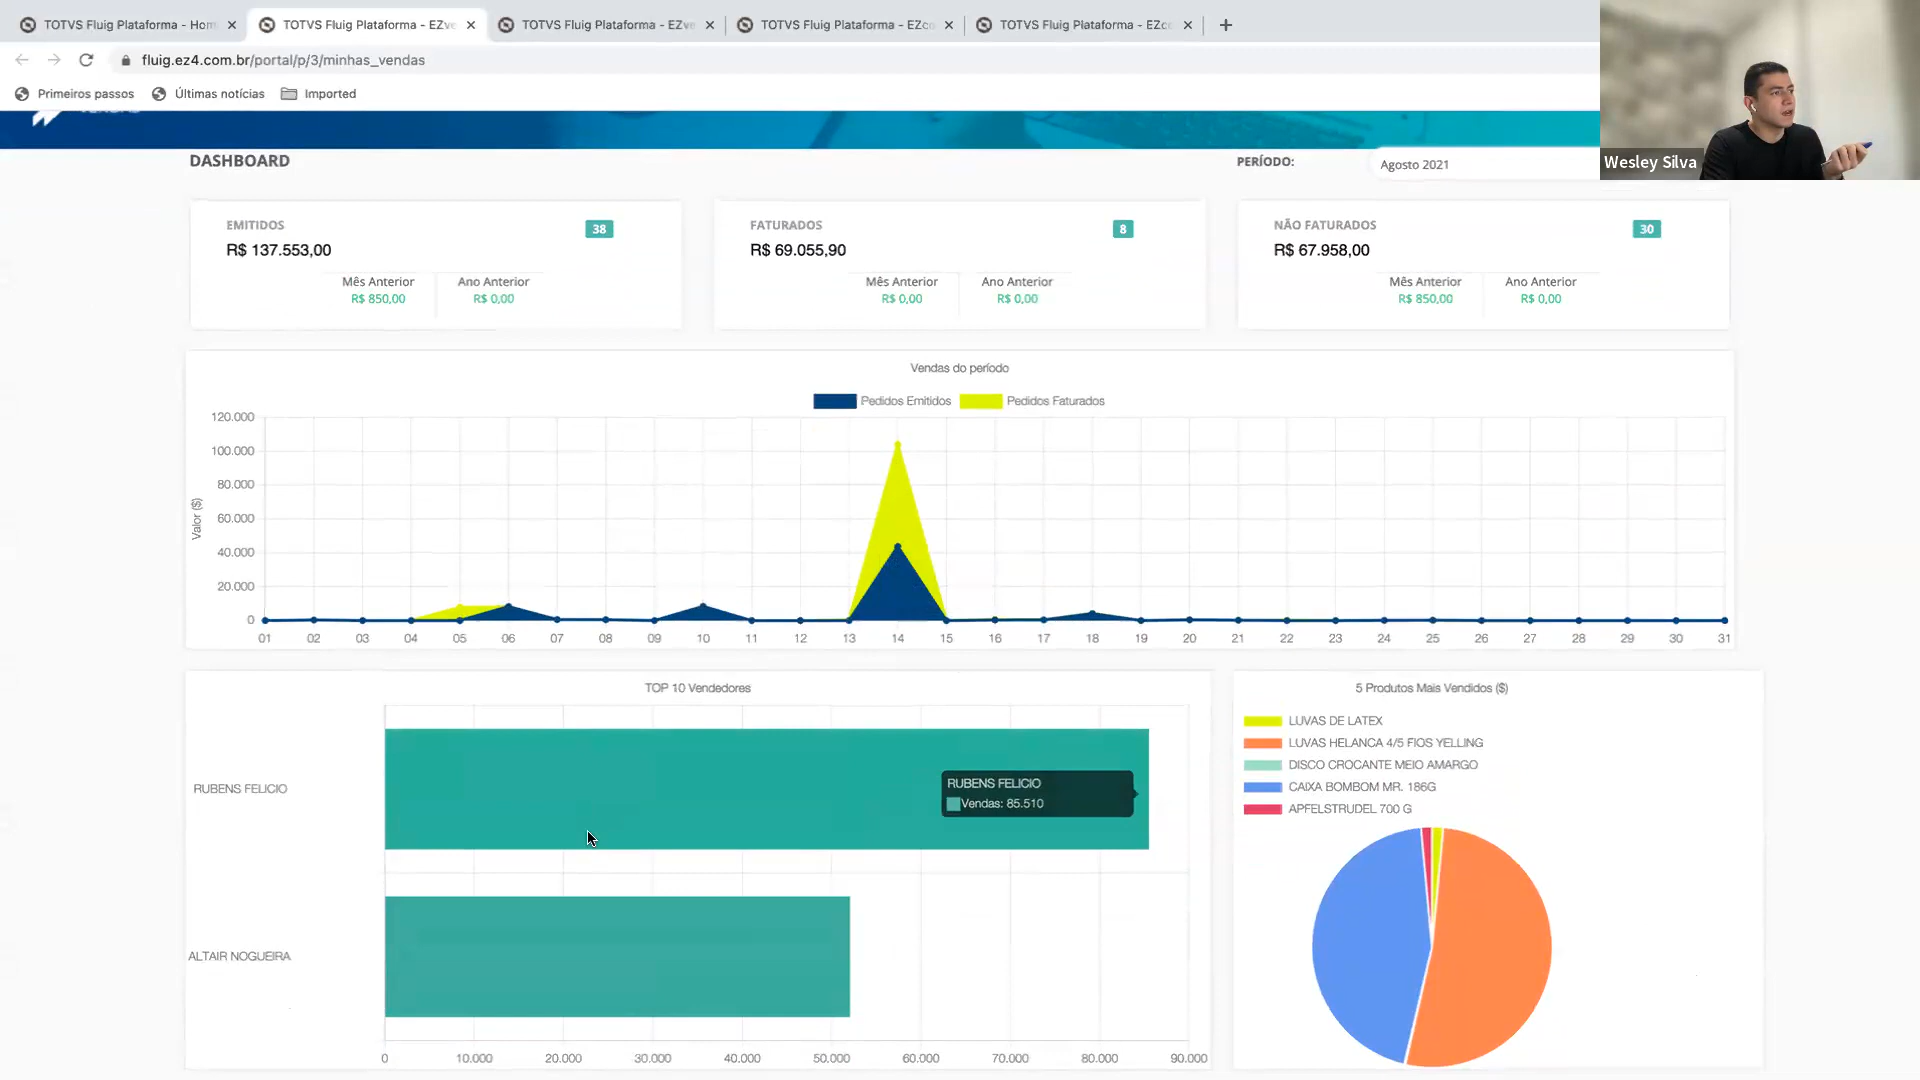 TOTVS Fluig Plataforma - Hom
TOTVS Fluig Plataforma - EZve
TOTVS Fluig Plataforma - EZve
TOTVS Fluig Plataforma - EZco
TOTVS Fluig Plataforma - EZco
fluig.ez4.com.br/portal/p/3/minhas_vendas
Primeiros passos
Últimas notícias
Imported
Wesley Silva
DASHBOARD
PERÍODO:
Agosto 2021
EMITIDOS
38
R$ 137.553,00
Mês Anterior
R$ 850,00
Ano Anterior
R$ 0,00
FATURADOS
8
R$ 69.055,90
Mês Anterior
R$ 0,00
Ano Anterior
R$ 0,00
NÃO FATURADOS
30
R$ 67.958,00
Mês Anterior
R$ 850,00
Ano Anterior
R$ 0,00
Vendas do período
Pedidos Emitidos
Pedidos Faturados
Valor ($)
120.000
100.000
80.000
60.000
40.000
20.000
0
01 02 03 04 05 06 07 08 09 10 11 12 13 14 15 16 17 18 19 20 21 22 23 24 25 26 27 28 29 30 31
TOP 10 Vendedores
RUBENS FELICIO
RUBENS FELICIO
Vendas: 85.510
ALTAIR NOGUEIRA
0 10.000 20.000 30.000 40.000 50.000 60.000 70.000 80.000 90.000
5 Produtos Mais Vendidos ($)
LUVAS DE LATEX
LUVAS HELANCA 4/5 FIOS YELLING
DISCO CROCANTE MEIO AMARGO
CAIXA BOMBOM MR. 186G
APFELSTRUDEL 700 G